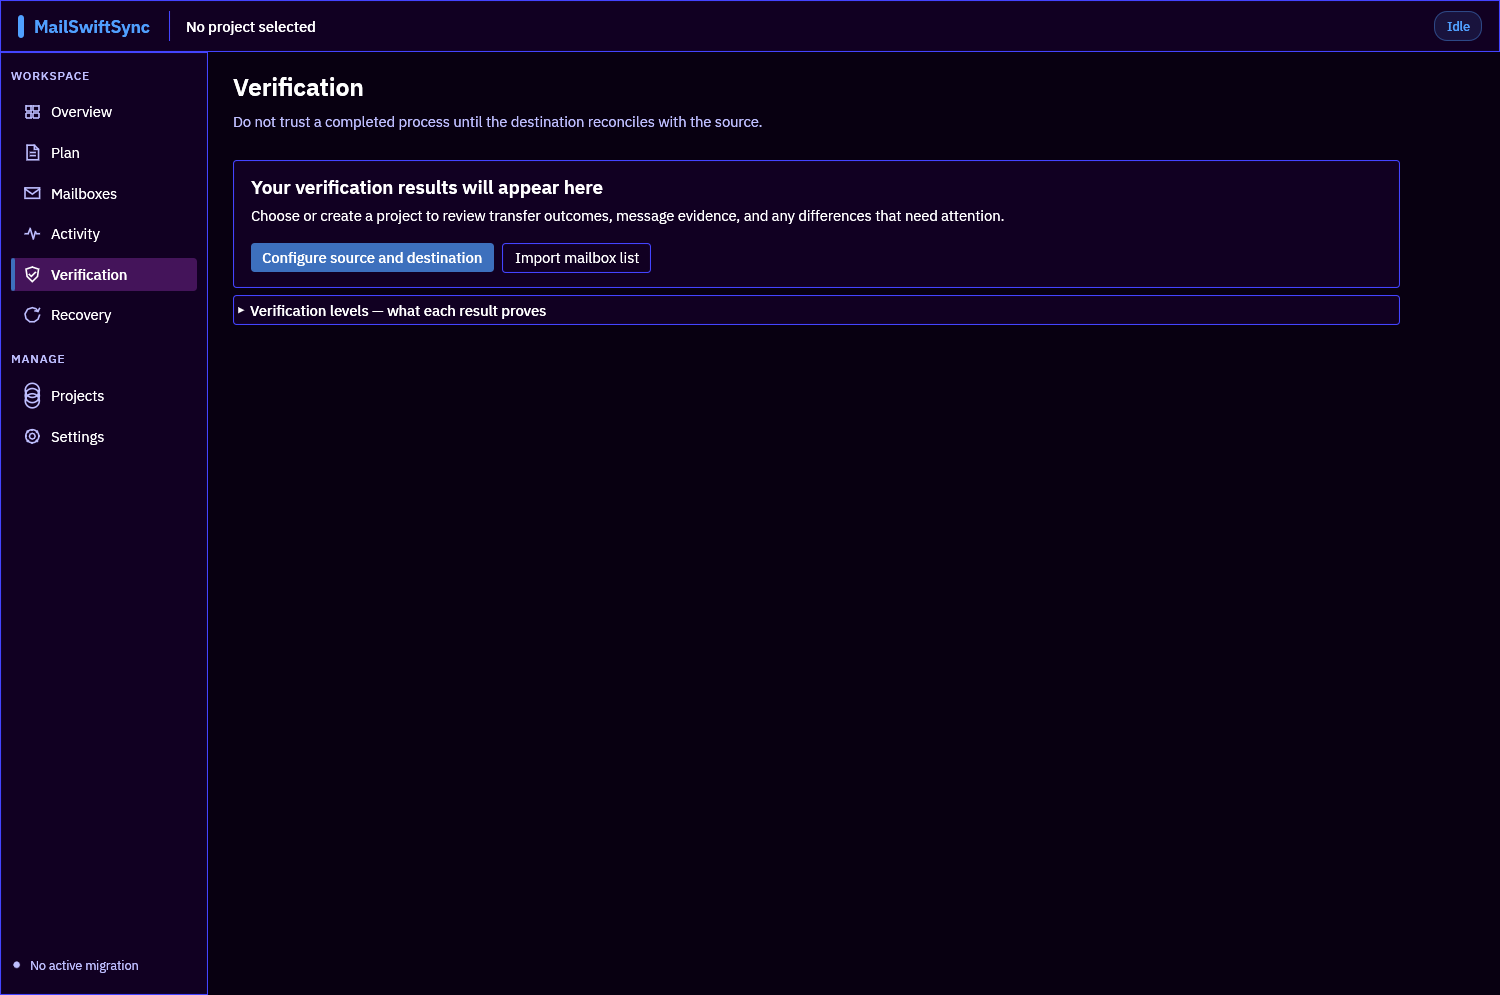 MailSwiftSync
No project selected
Idle
WORKSPACE
Overview
Plan
Mailboxes
Activity
Verification
Recovery
MANAGE
Projects
Settings
No active migration
Verification
Do not trust a completed process until the destination reconciles with the source.
Your verification results will appear here
Choose or create a project to review transfer outcomes, message evidence, and any differences that need attention.
Configure source and destination
Import mailbox list
Verification levels — what each result proves